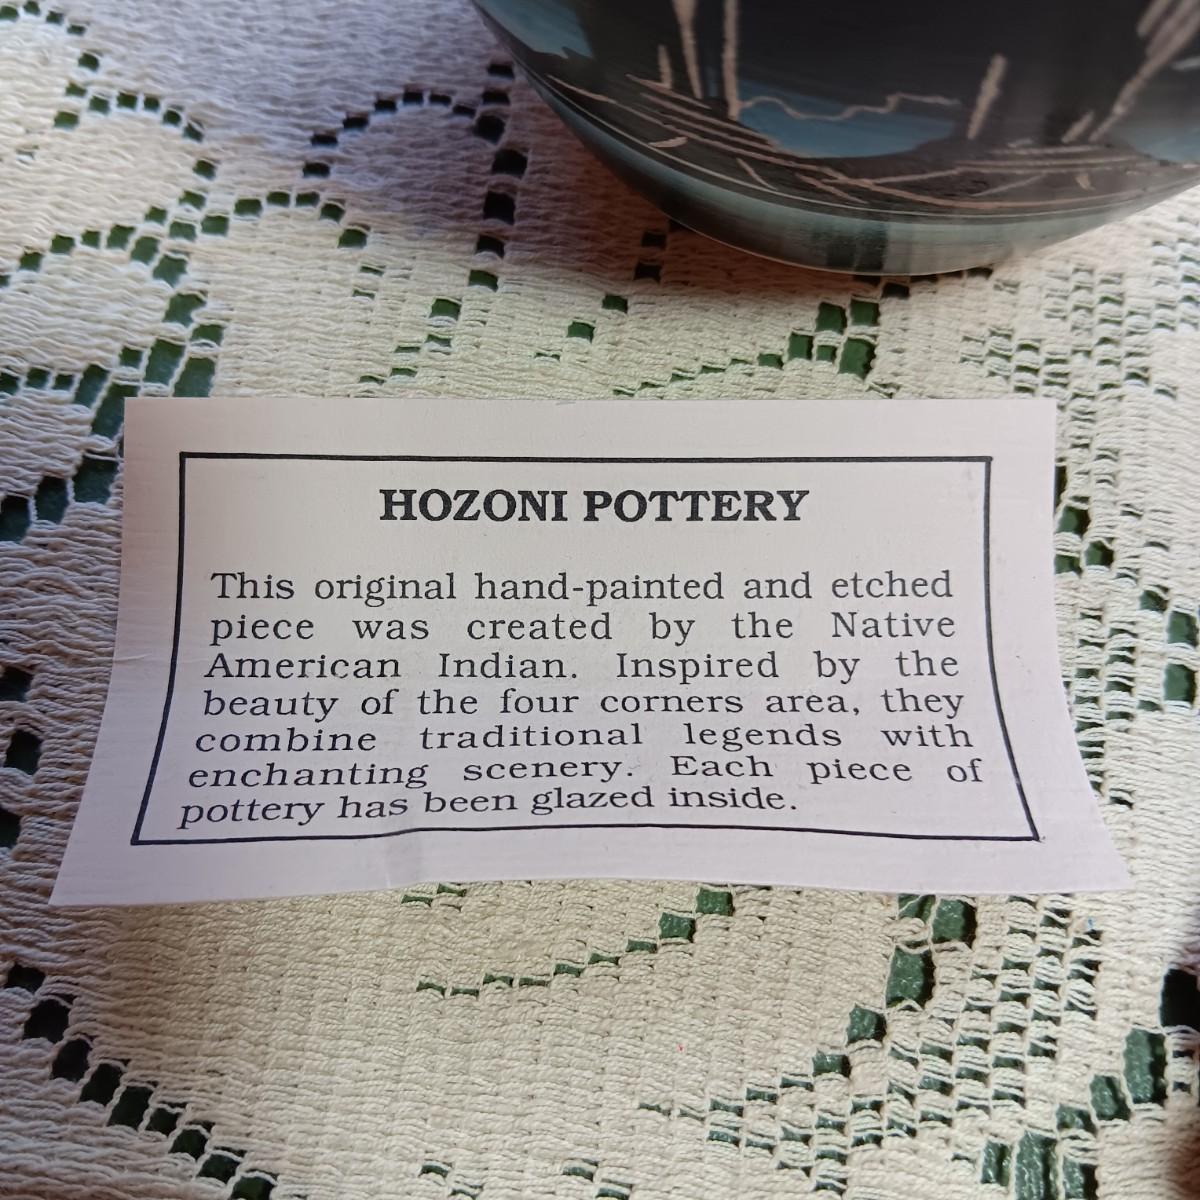 HOZONI POTTERY
This original hand-painted and etched
piece was created by the Native
American Indian. Inspired by the
beauty of the four corners area, they
combine traditional legends with
enchanting scenery. Each piece of
pottery has been glazed inside.